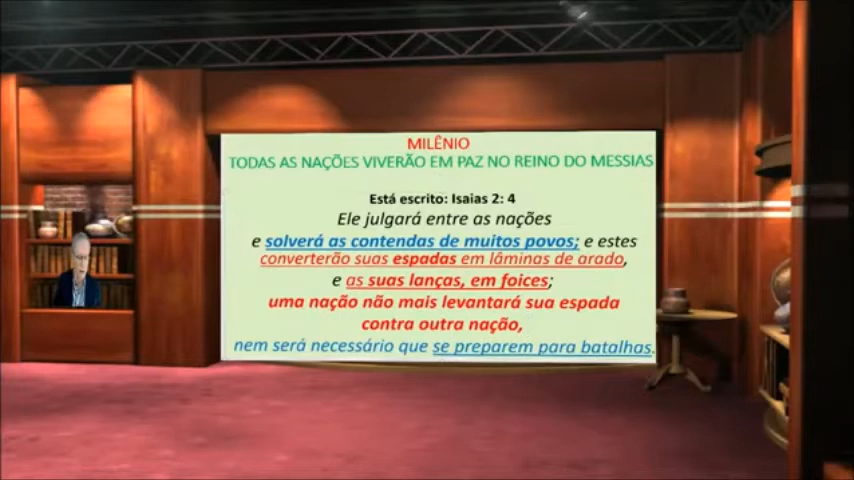 MILÊNIO
TODAS AS NAÇÕES VIVERÃO EM PAZ NO REINO DO MESSIAS
Está escrito: Isaias 2: 4
Ele julgará entre as nações
e solverá as contendas de muitos povos; e estes
converterão suas espadas em lâminas de arado,
e as suas lanças, em foices;
uma nação não mais levantará sua espada
contra outra nação,
nem será necessário que se preparem para batalhas.